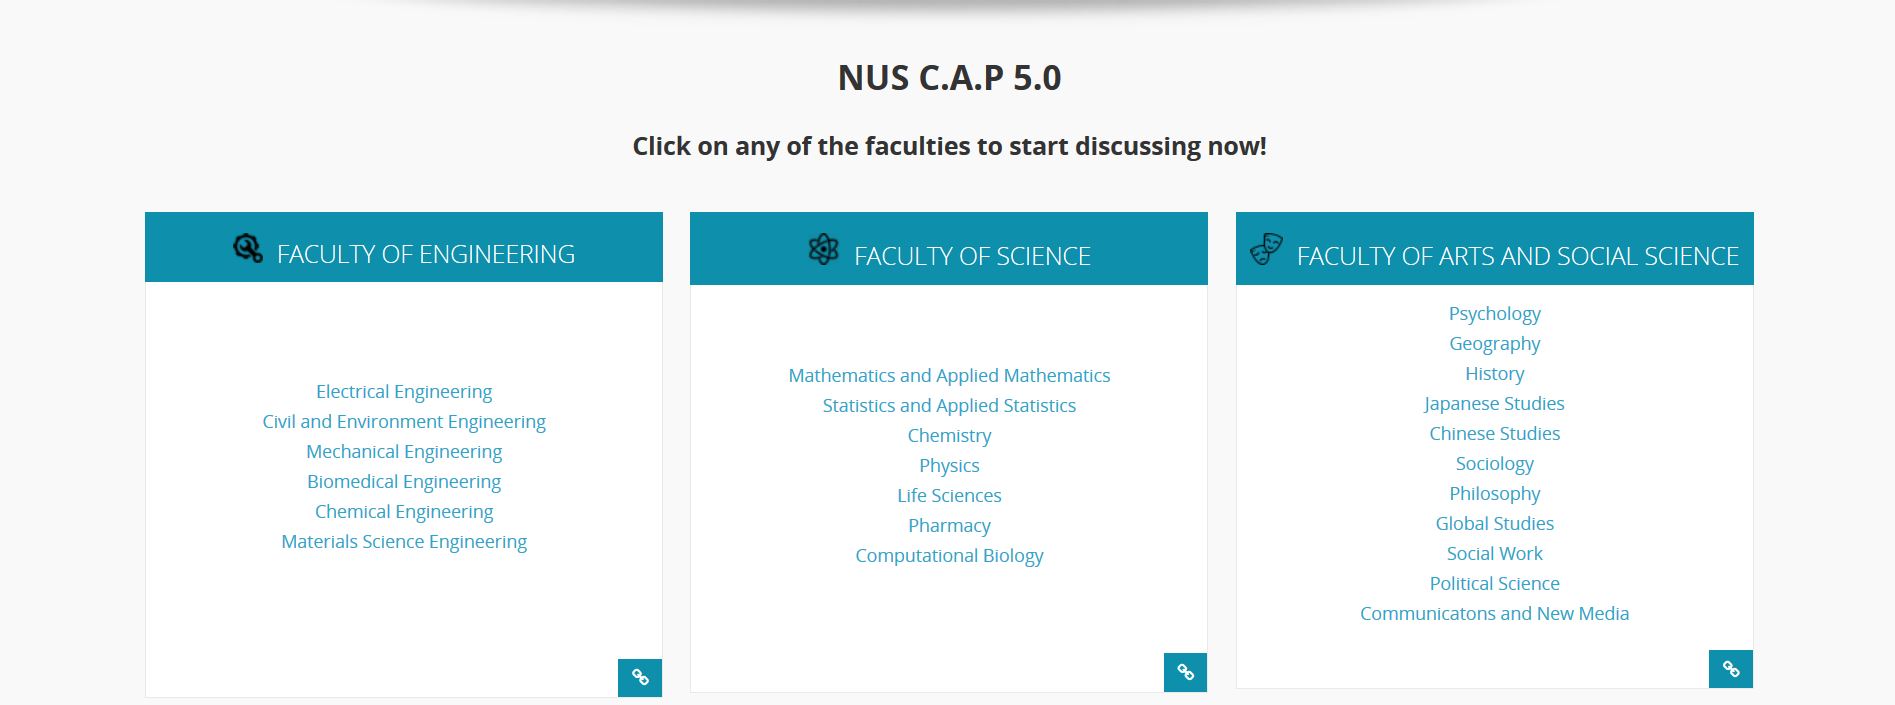 NUS C.A.P 5.0
Click on any of the faculties to start discussing now!
FACULTY OF ENGINEERING
Electrical Engineering
Civil and Environment Engineering
Mechanical Engineering
Biomedical Engineering
Chemical Engineering
Materials Science Engineering
FACULTY OF SCIENCE
Mathematics and Applied Mathematics
Statistics and Applied Statistics
Chemistry
Physics
Life Sciences
Pharmacy
Computational Biology
FACULTY OF ARTS AND SOCIAL SCIENCE
Psychology
Geography
History
Japanese Studies
Chinese Studies
Sociology
Philosophy
Global Studies
Social Work
Political Science
Communicatons and New Media